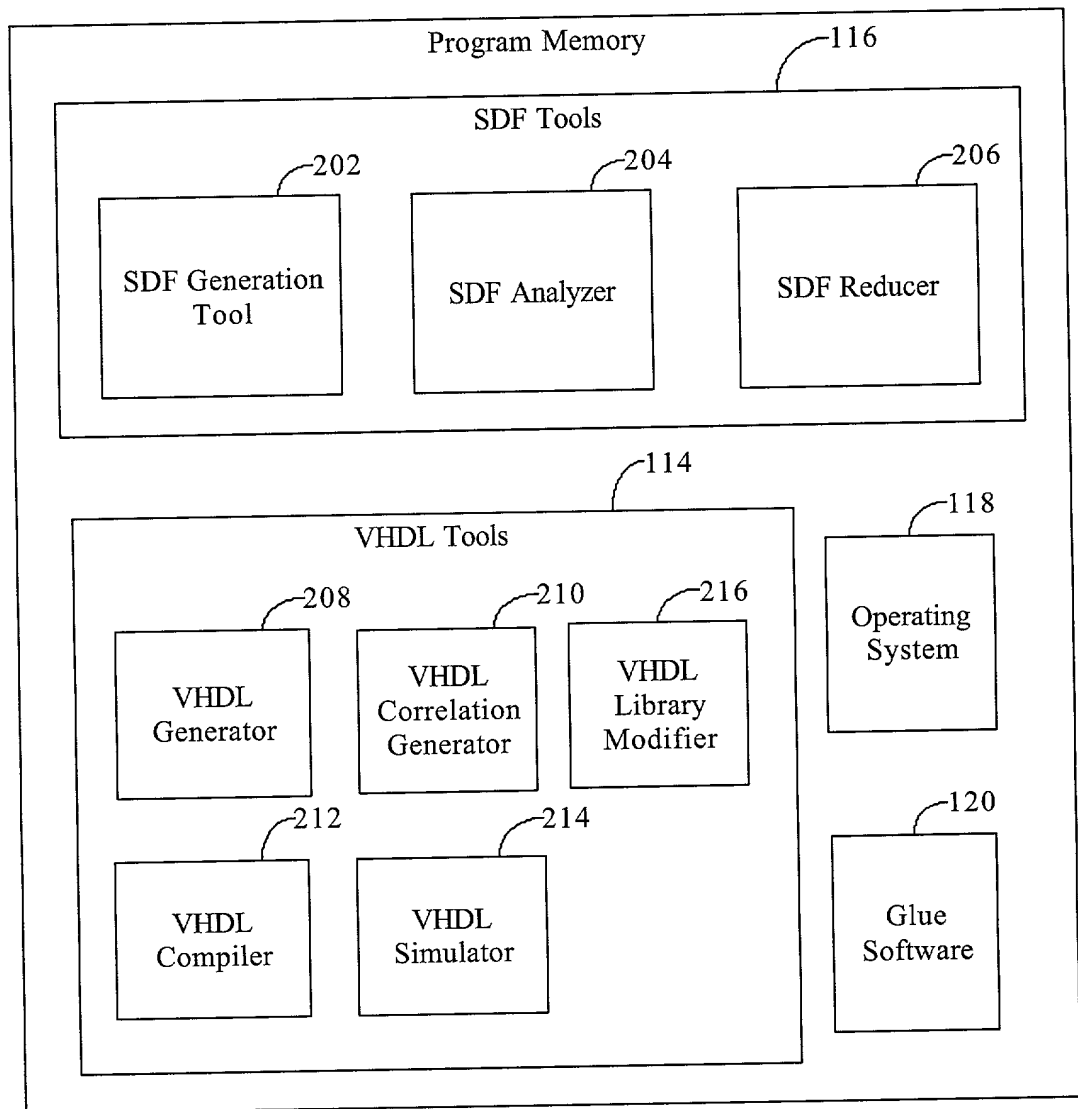 Program Memory
116
SDF Tools
202
204
206
SDF Generation
Tool
SDF Analyzer
SDF Reducer
114
VHDL Tools
118
208
210
216
Operating
System
VHDL
Generator
VHDL
Correlation
Generator
VHDL
Library
Modifier
212
214
120
VHDL
Compiler
VHDL
Simulator
Glue
Software